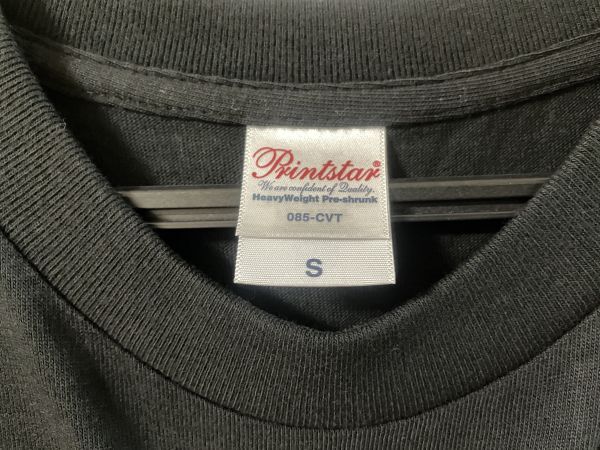 Printstar®
We are confident of Quality.
HeavyWeight Pre-shrunk
085-CVT
S